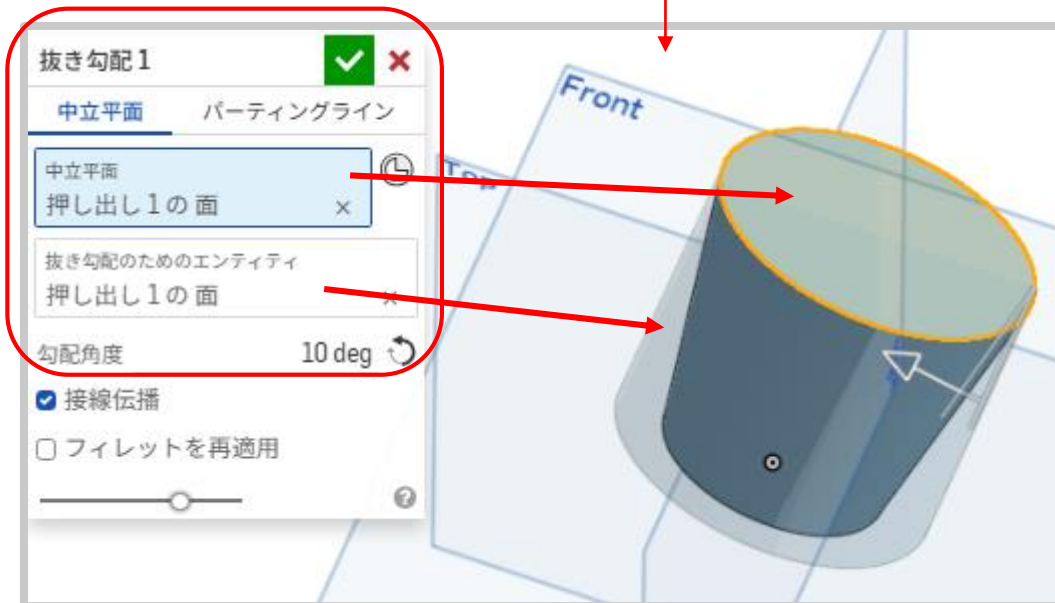 抜き勾配 1
中立平面
パーティングライン
中立平面
押し出し 1 の 面
抜き勾配のためのエンティティ
押し出し 1 の 面
勾配角度
10 deg
接線伝播
フィレットを再適用
Front
Top